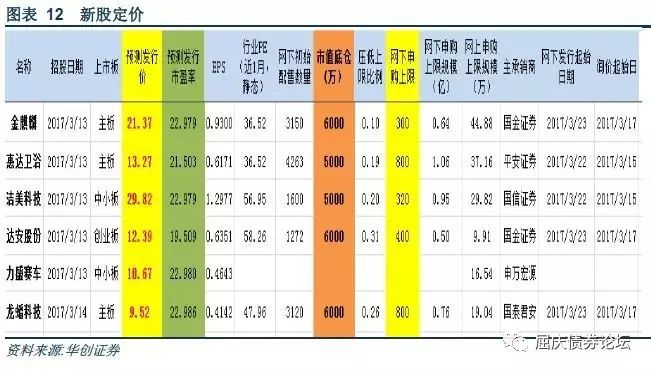 图表 12 新股定价
名称 招股日期 上市板 预测发行价 预测发行市盈率 EPS 行业PE（近1月，静态） 网下初始配售数量 市值底仓（万） 压低上限比例 网下申购上限 网下申购上限规模（亿） 网上申购上限规模（万） 主承销商 网下发行起始日期 询价起始日
金麒麟 2017/3/13 主板 21.37 22.979 0.9300 36.52 3150 6000 0.10 300 0.64 44.88 国金证券 2017/3/23 2017/3/17
惠达卫浴 2017/3/13 主板 13.27 21.503 0.6171 36.52 4263 5000 0.19 800 1.06 37.16 平安证券 2017/3/22 2017/3/15
洁美科技 2017/3/13 中小板 29.82 22.979 1.2977 56.95 1600 5000 0.20 320 0.95 29.82 国信证券 2017/3/22 2017/3/15
达安股份 2017/3/13 创业板 12.39 19.509 0.6351 58.26 1272 6000 0.31 400 0.50 9.91 国金证券 2017/3/23 2017/3/17
力盛赛车 2017/3/13 中小板 10.67 22.980 0.4643 16.54 申万宏源
龙蟠科技 2017/3/14 主板 9.52 22.986 0.4142 47.96 3120 6000 0.26 800 0.76 19.04 国泰君安 2017/3/23 2017/3/17
资料来源:华创证券
屈庆债券论坛